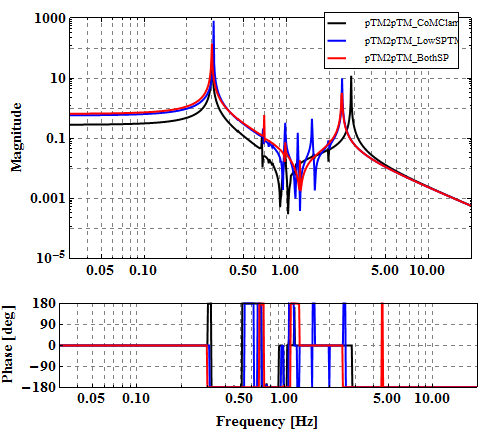 1000
10
0.1
0.001
10⁻⁵
Magnitude
pTM2pTM_CoMClam
pTM2pTM_LowSPTM
pTM2pTM_BothSP
0.05 0.10 0.50 1.00 5.00 10.00
180
90
0
-90
-180
Phase [deg]
0.05 0.10 0.50 1.00 5.00 10.00
Frequency [Hz]